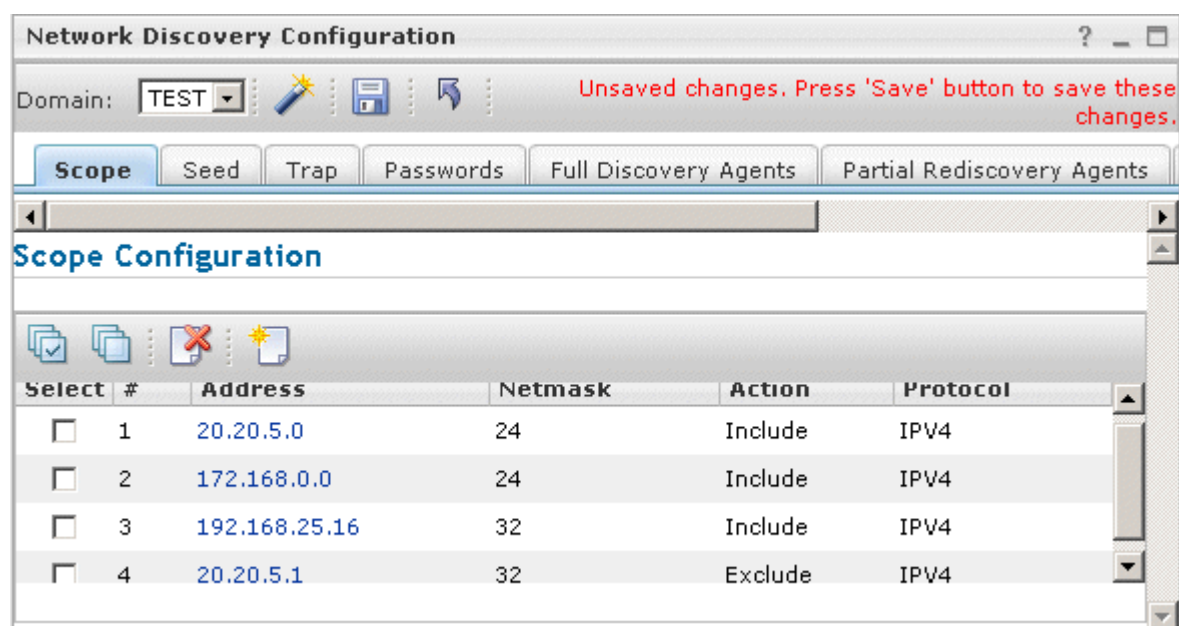 Network Discovery Configuration ?
Domain: TEST Unsaved changes. Press 'Save' button to save these
changes.
Scope Seed Trap Passwords Full Discovery Agents Partial Rediscovery Agents
Scope Configuration
Select # Address Netmask Action Protocol
1 20.20.5.0 24 Include IPV4
2 172.168.0.0 24 Include IPV4
3 192.168.25.16 32 Include IPV4
4 20.20.5.1 32 Exclude IPV4